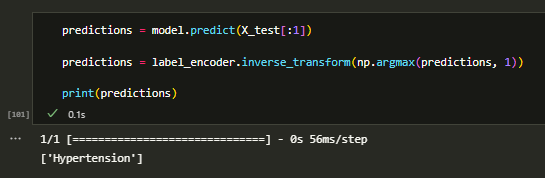 predictions = model.predict(X_test[:1])
predictions = label_encoder.inverse_transform(np.argmax(predictions, 1))
print(predictions)
[101]
0.1s
1/1 [==============================] - 0s 56ms/step
['Hypertension']